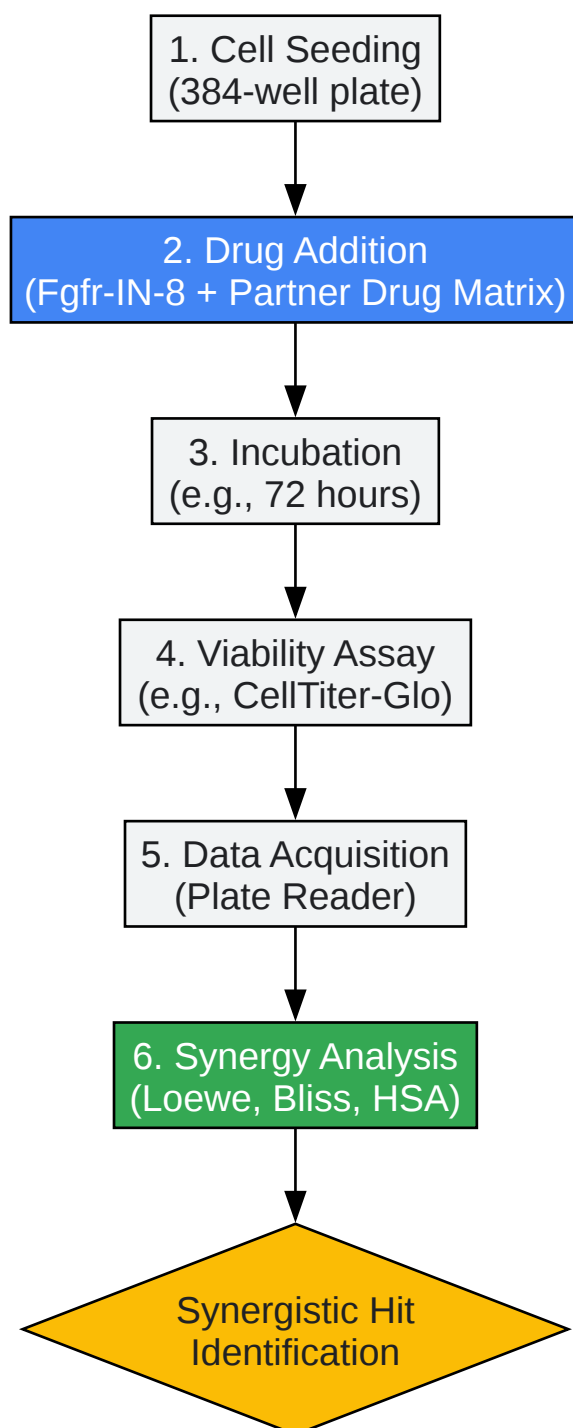 1. Cell Seeding
(384-well plate)
2. Drug Addition
(Fgfr-IN-8 + Partner Drug Matrix)
3. Incubation
(e.g., 72 hours)
4. Viability Assay
(e.g., CellTiter-Glo)
5. Data Acquisition
(Plate Reader)
6. Synergy Analysis
(Loewe, Bliss, HSA)
Synergistic Hit
Identification